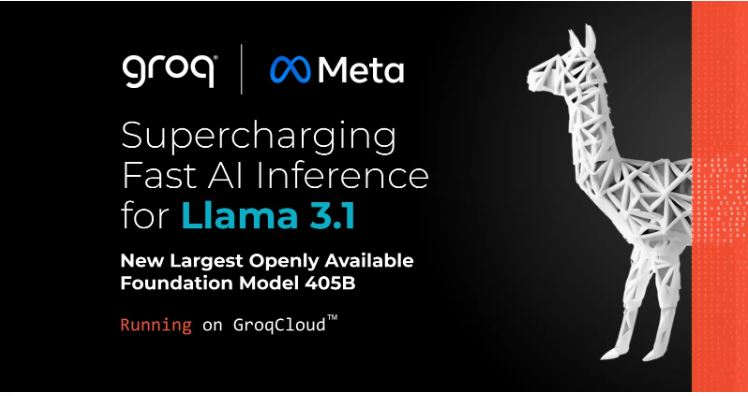 groq®
Meta
Supercharging
Fast AI Inference
for Llama 3.1
New Largest Openly Available
Foundation Model 405B
Running on GroqCloud™